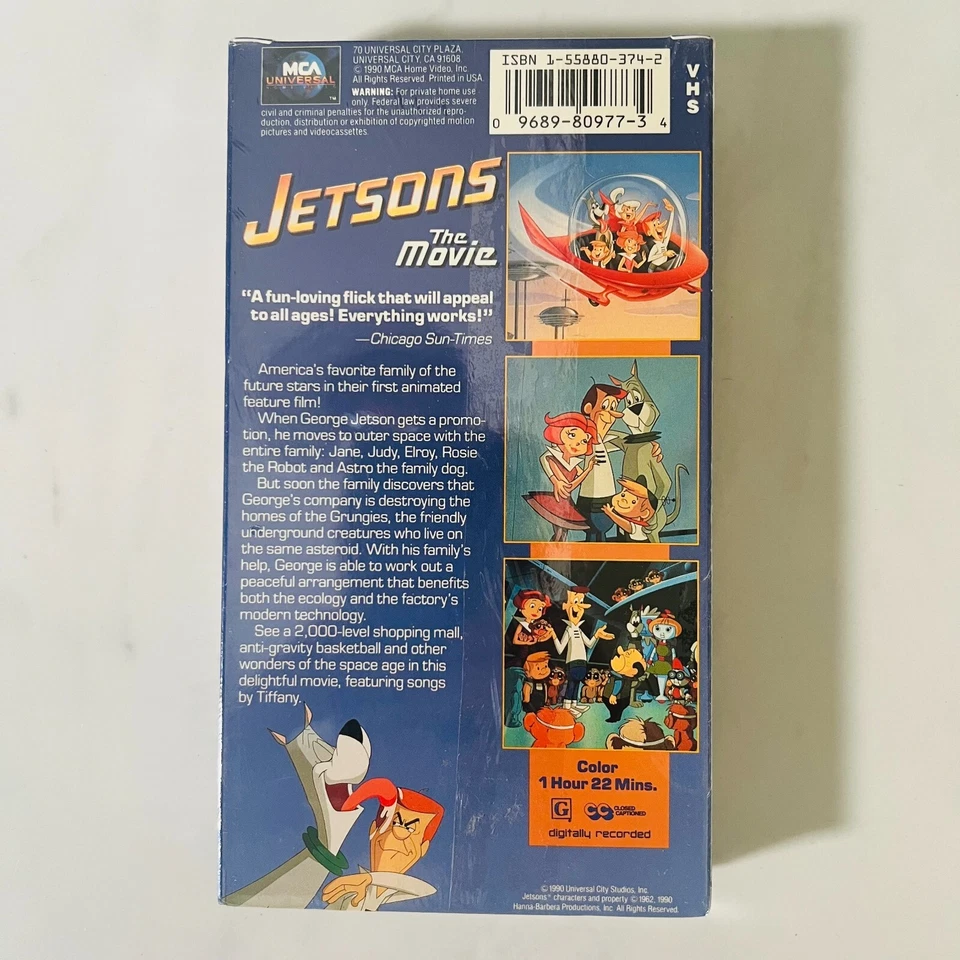 MCA
UNIVERSAL
TM
70 UNIVERSAL CITY PLAZA,
UNIVERSAL CITY, CA 91608.
© 1990 MCA Home Video, Inc.
All Rights Reserved. Printed in USA.
WARNING: For private home use
only. Federal law provides severe
civil and criminal penalties for the unauthorized repro-
duction, distribution or exhibition of copyrighted motion
pictures and videocassettes.
ISBN 1-55880-374-2
0 9689-80977-3 4
VHS
JETSONS
The
Movie
“A fun-loving flick that will appeal
to all ages! Everything works!”
—Chicago Sun-Times
America's favorite family of the
future stars in their first animated
feature film!
When George Jetson gets a promo-
tion, he moves to outer space with the
entire family: Jane, Judy, Elroy, Rosie
the Robot and Astro the family dog.
But soon the family discovers that
George's company is destroying the
homes of the Grungies, the friendly
underground creatures who live on
the same asteroid. With his family's
help, George is able to work out a
peaceful arrangement that benefits
both the ecology and the factory's
modern technology.
See a 2,000-level shopping mall,
anti-gravity basketball and other
wonders of the space age in this
delightful movie, featuring songs
by Tiffany.
Color
1 Hour 22 Mins.
G
CC CLOSED
CAPTIONED
digitally recorded
© 1990 Universal City Studios, Inc.
Jetsons® characters and property © 1962, 1990
Hanna-Barbera Productions, Inc. All Rights Reserved.